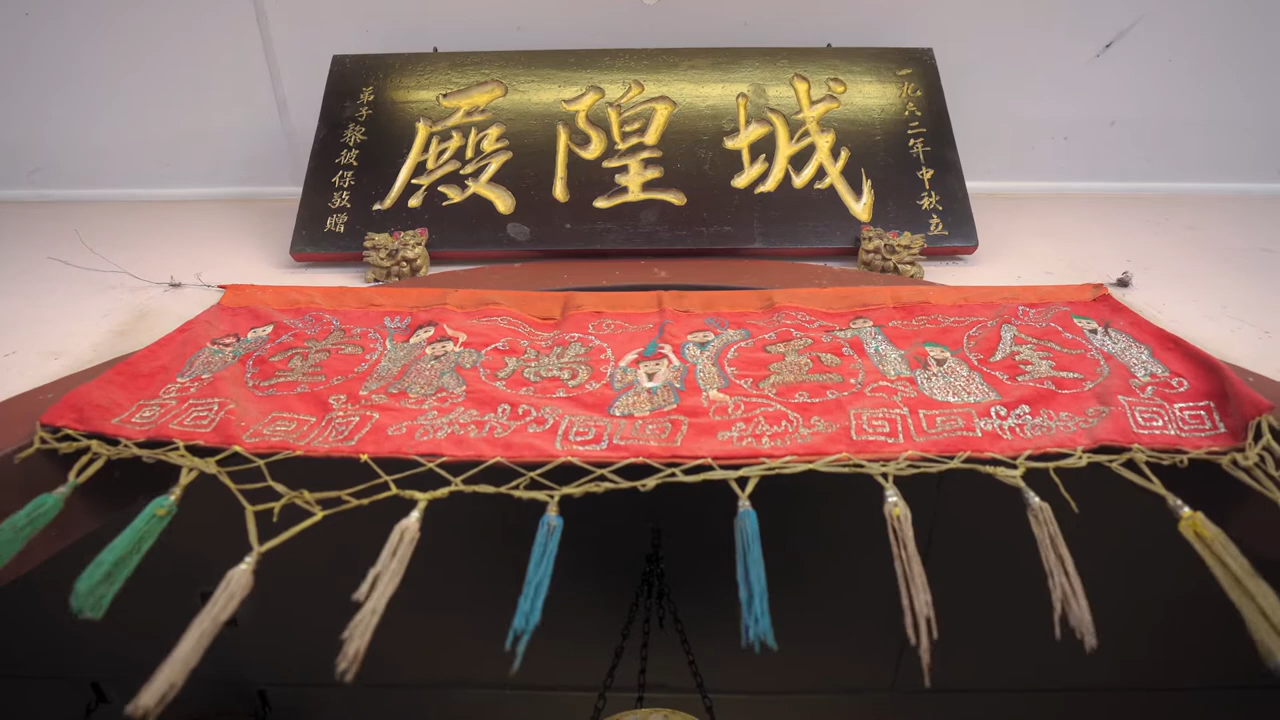 一九六二年中秋立
城隍殿
弟子黎彼保敬贈
金玉滿堂